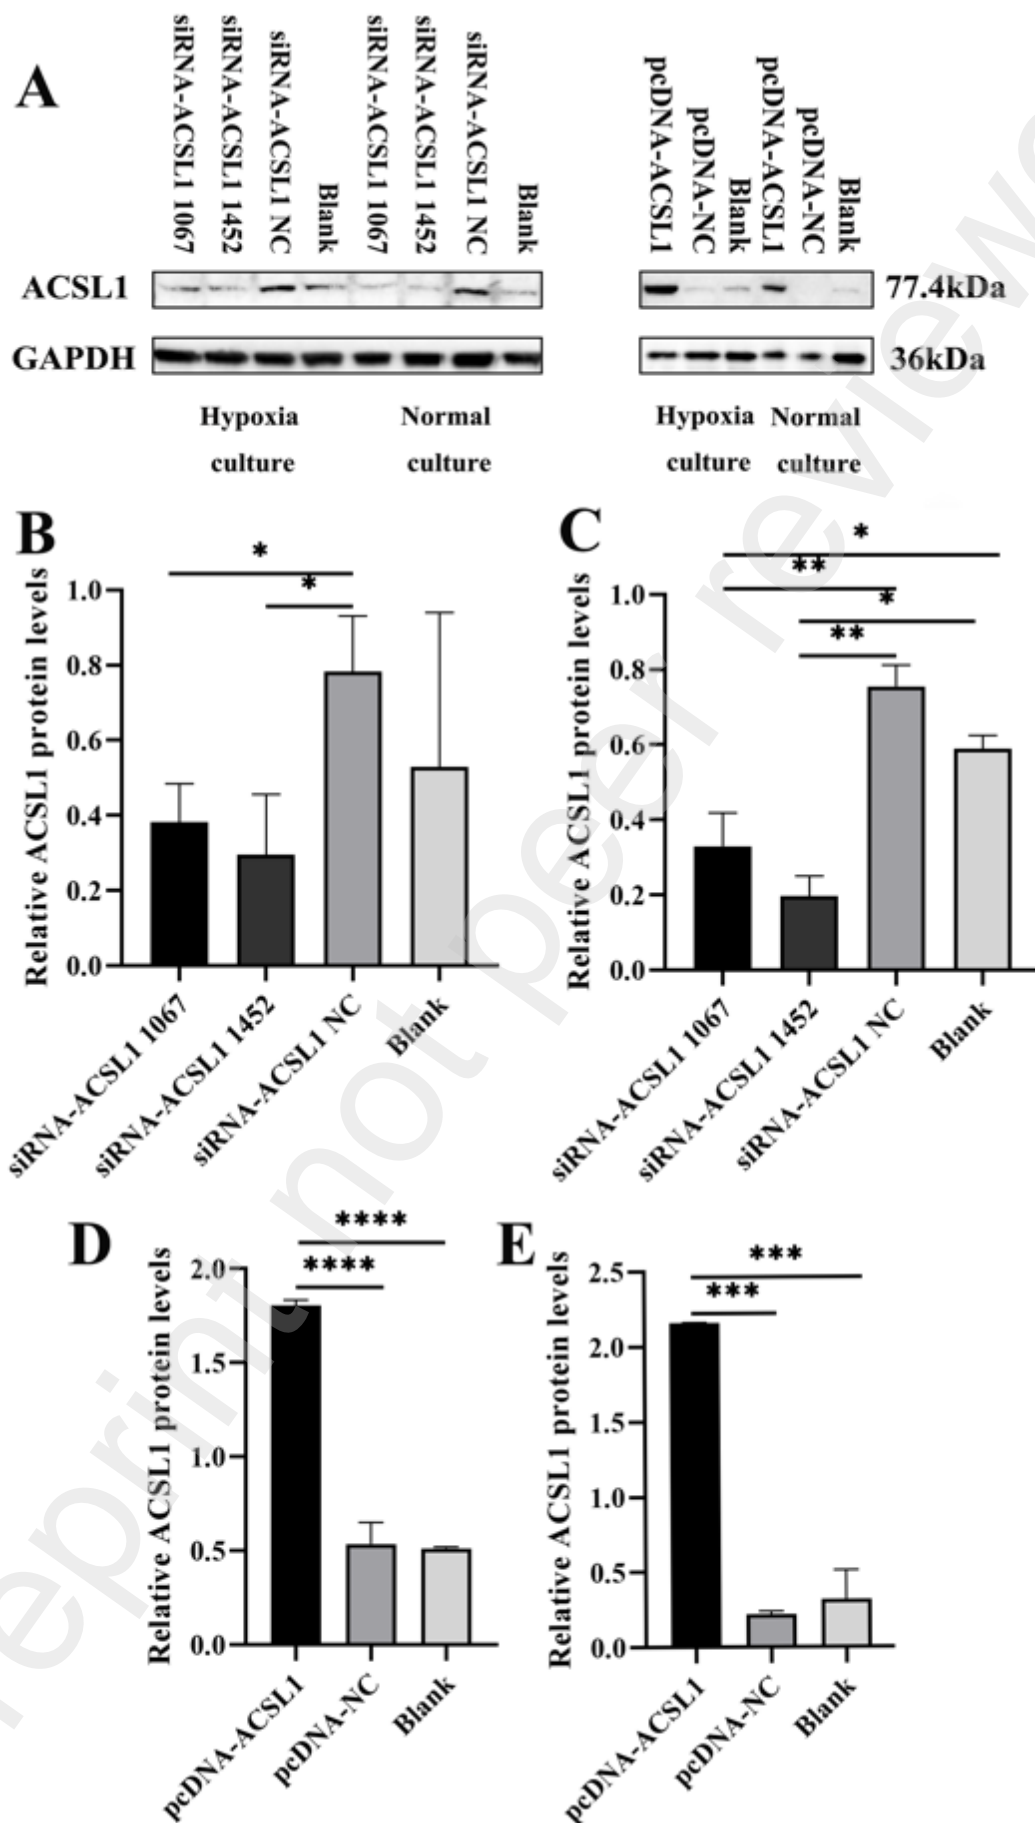 A
siRNA-ACSL1 1067
siRNA-ACSL1 1452
siRNA-ACSL1 NC
Blank
siRNA-ACSL1 1067
siRNA-ACSL1 1452
siRNA-ACSL1 NC
Blank
pcDNA-ACSL1
pcDNA-NC
Blank
pcDNA-ACSL1
pcDNA-NC
Blank
ACSL1
77.4kDa
GAPDH
36kDa
Hypoxia culture
Normal culture
Hypoxia culture
Normal culture
B
Relative ACSL1 protein levels
*
*
1.0
0.8
0.6
0.4
0.2
0.0
siRNA-ACSL1 1067
siRNA-ACSL1 1452
siRNA-ACSL1 NC
Blank
C
Relative ACSL1 protein levels
*
**
*
**
1.0
0.8
0.6
0.4
0.2
0.0
siRNA-ACSL1 1067
siRNA-ACSL1 1452
siRNA-ACSL1 NC
Blank
D
Relative ACSL1 protein levels
****
****
2.0
1.5
1.0
0.5
0.0
pcDNA-ACSL1
pcDNA-NC
Blank
E
Relative ACSL1 protein levels
***
***
2.5
2.0
1.5
1.0
0.5
0.0
pcDNA-ACSL1
pcDNA-NC
Blank
reprint not peer reviewe